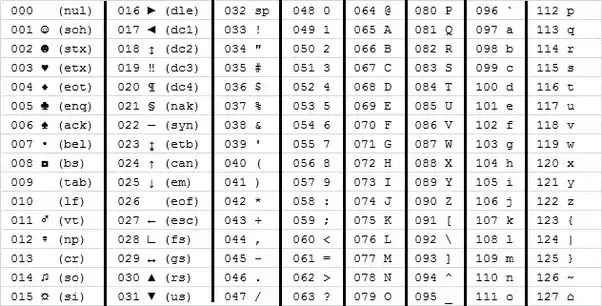 000 (nul) 016 ► (dle) 032 sp 048 0 064 @ 080 P 096 ` 112 p
001 ☺ (soh) 017 ◄ (dc1) 033 ! 049 1 065 A 081 Q 097 a 113 q
002 ☻ (stx) 018 ↕ (dc2) 034 " 050 2 066 B 082 R 098 b 114 r
003 ♥ (etx) 019 ‼ (dc3) 035 # 051 3 067 C 083 S 099 c 115 s
004 ♦ (eot) 020 ¶ (dc4) 036 $ 052 4 068 D 084 T 100 d 116 t
005 ♣ (enq) 021 § (nak) 037 % 053 5 069 E 085 U 101 e 117 u
006 ♠ (ack) 022 ─ (syn) 038 & 054 6 070 F 086 V 102 f 118 v
007 • (bel) 023 ↨ (etb) 039 ' 055 7 071 G 087 W 103 g 119 w
008 ◘ (bs) 024 ↑ (can) 040 ( 056 8 072 H 088 X 104 h 120 x
009 (tab) 025 ↓ (em) 041 ) 057 9 073 I 089 Y 105 i 121 y
010 (lf) 026 (eof) 042 * 058 : 074 J 090 Z 106 j 122 z
011 ♂ (vt) 027 ← (esc) 043 + 059 ; 075 K 091 [ 107 k 123 {
012 ♀ (np) 028 ∟ (fs) 044 , 060 < 076 L 092 \ 108 l 124 |
013 (cr) 029 ↔ (gs) 045 - 061 = 077 M 093 ] 109 m 125 }
014 ♫ (so) 030 ▲ (rs) 046 . 062 > 078 N 094 ^ 110 n 126 ~
015 ☼ (si) 031 ▼ (us) 047 / 063 ? 079 O 095 _ 111 o 127 ⌂